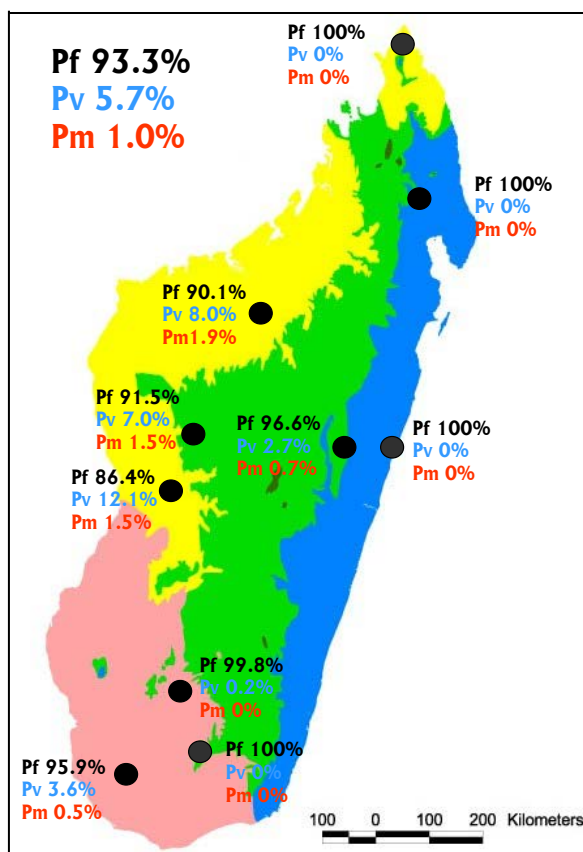 Pf 93.3%
Pv 5.7%
Pm 1.0%
Pf 100%
Pv 0%
Pm 0%
Pf 100%
Pv 0%
Pm 0%
Pf 90.1%
Pv 8.0%
Pm1.9%
Pf 91.5%
Pv 7.0%
Pm 1.5%
Pf 96.6%
Pv 2.7%
Pm 0.7%
Pf 100%
Pv 0%
Pm 0%
Pf 86.4%
Pv 12.1%
Pm 1.5%
Pf 99.8%
Pv 0.2%
Pm 0%
Pf 100%
Pv 0%
Pm 0%
Pf 95.9%
Pv 3.6%
Pm 0.5%
100 0 100 200 Kilometers